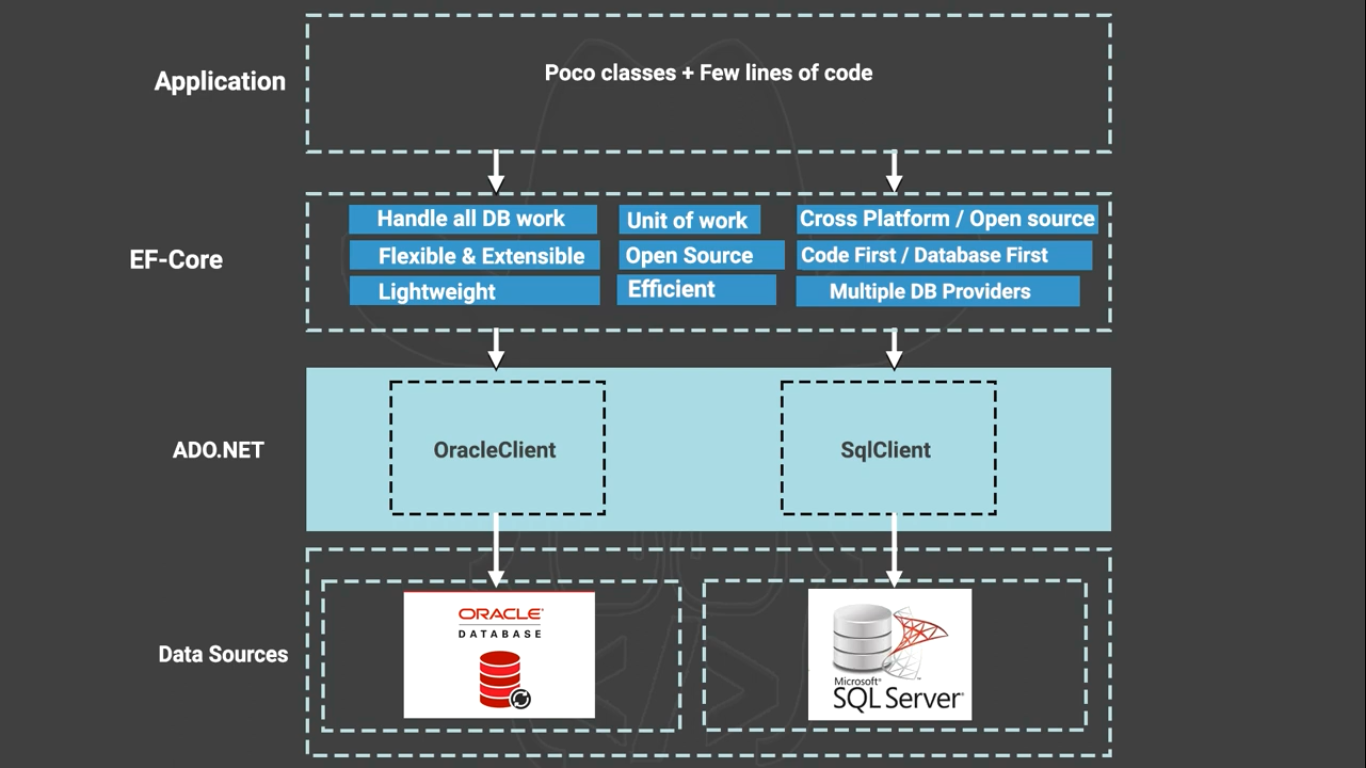 Application
Poco classes + Few lines of code
EF-Core
Handle all DB work
Unit of work
Cross Platform / Open source
Flexible & Extensible
Open Source
Code First / Database First
Lightweight
Efficient
Multiple DB Providers
ADO.NET
OracleClient
SqlClient
Data Sources
ORACLE
DATABASE
Microsoft
SQL Server